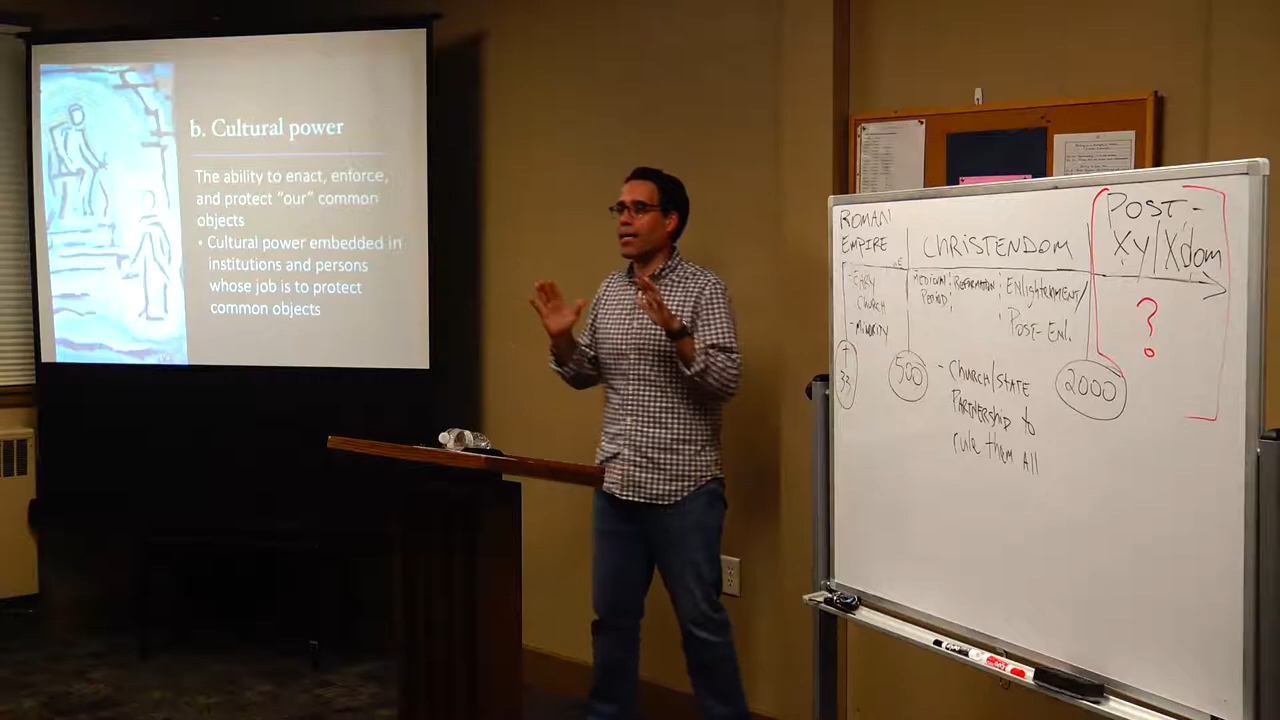 b. Cultural power
The ability to enact, enforce,
and protect "our" common
objects
• Cultural power embedded in
institutions and persons
whose job is to protect
common objects
ROMAN
EMPIRE
CHRISTENDOM
POST-
Xy/Xdom
-EARLY
CHURCH
-MINORITY
MEDIEVAL
PERIOD
REFORMATION
ENLIGHTENMENT/
POST-ENL.
?
33
500
2000
- CHURCH/STATE
PARTNERSHIP to
rule them All